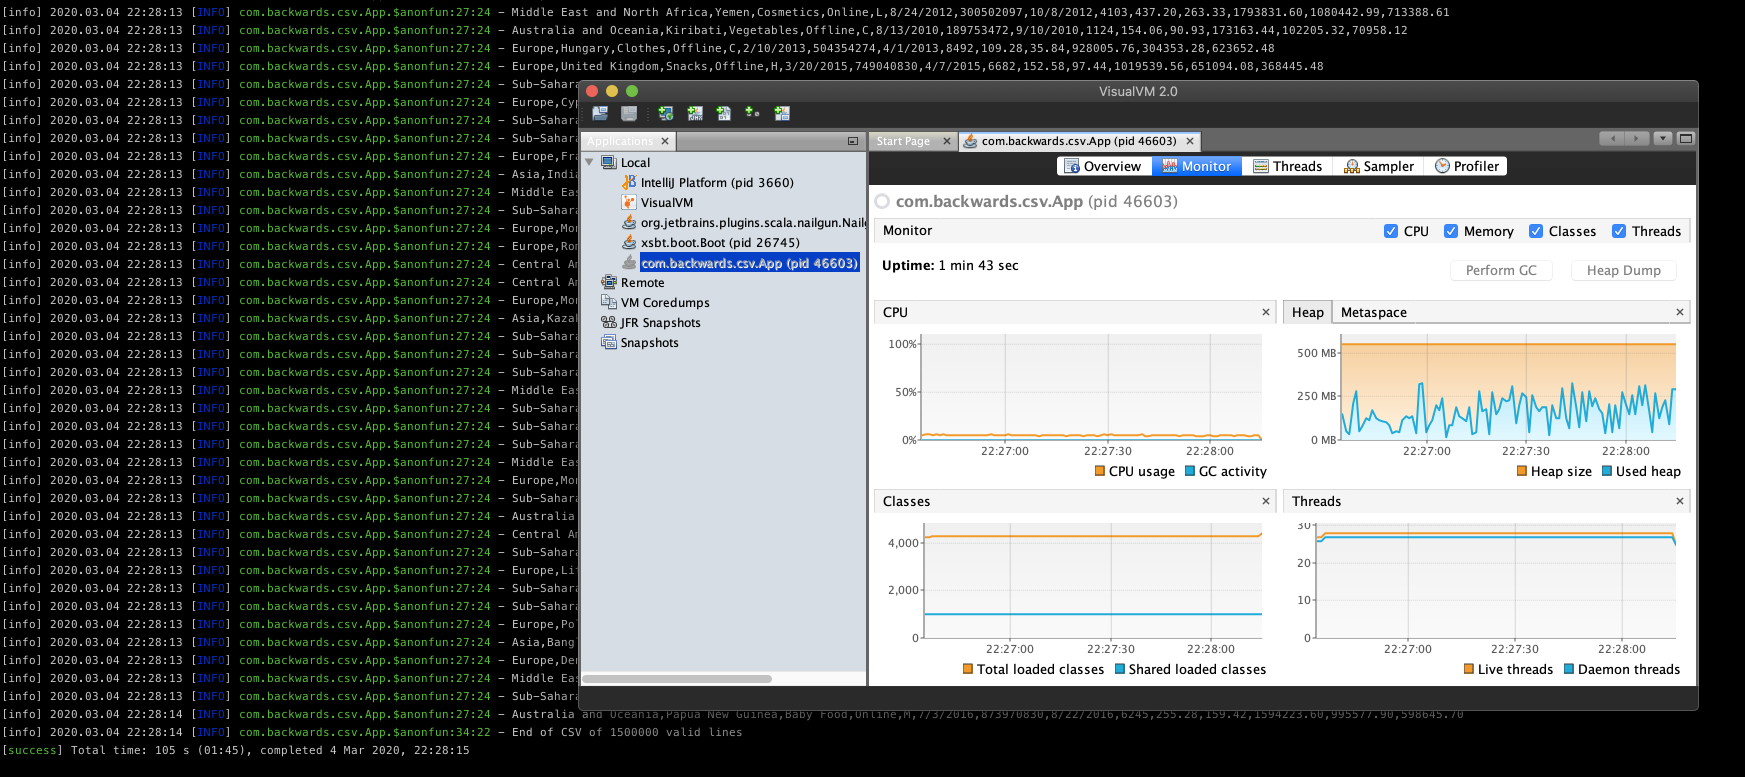 [info] 2020.03.04 22:28:13 [INFO] com.backwards.csv.App.$anonfun:27:24 - Middle East and North Africa,Yemen,Cosmetics,Online,L,8/24/2012,300502097,10/8/2012,4103,437.20,263.33,1793831.60,1080442.99,713388.61
[info] 2020.03.04 22:28:13 [INFO] com.backwards.csv.App.$anonfun:27:24 - Australia and Oceania,Kiribati,Vegetables,Offline,C,8/13/2010,189753472,9/10/2010,1124,154.06,90.93,173163.44,102205.32,70958.12
[info] 2020.03.04 22:28:13 [INFO] com.backwards.csv.App.$anonfun:27:24 - Europe,Hungary,Clothes,Offline,C,2/10/2013,504354274,4/1/2013,8492,109.28,35.84,928005.76,304353.28,623652.48
[info] 2020.03.04 22:28:13 [INFO] com.backwards.csv.App.$anonfun:27:24 - Europe,United Kingdom,Snacks,Offline,H,3/20/2015,749040830,4/7/2015,6682,152.58,97.44,1019539.56,651094.08,368445.48
[info] 2020.03.04 22:28:13 [INFO] com.backwards.csv.App.$anonfun:27:24 - Sub-Sahara
[info] 2020.03.04 22:28:13 [INFO] com.backwards.csv.App.$anonfun:27:24 - Europe,Cyp
[info] 2020.03.04 22:28:13 [INFO] com.backwards.csv.App.$anonfun:27:24 - Sub-Sahara
[info] 2020.03.04 22:28:13 [INFO] com.backwards.csv.App.$anonfun:27:24 - Sub-Sahara
[info] 2020.03.04 22:28:13 [INFO] com.backwards.csv.App.$anonfun:27:24 - Europe,Fra
[info] 2020.03.04 22:28:13 [INFO] com.backwards.csv.App.$anonfun:27:24 - Asia,India
[info] 2020.03.04 22:28:13 [INFO] com.backwards.csv.App.$anonfun:27:24 - Middle Eas
[info] 2020.03.04 22:28:13 [INFO] com.backwards.csv.App.$anonfun:27:24 - Sub-Sahara
[info] 2020.03.04 22:28:13 [INFO] com.backwards.csv.App.$anonfun:27:24 - Europe,Mon
[info] 2020.03.04 22:28:13 [INFO] com.backwards.csv.App.$anonfun:27:24 - Europe,Rom
[info] 2020.03.04 22:28:13 [INFO] com.backwards.csv.App.$anonfun:27:24 - Central Am
[info] 2020.03.04 22:28:13 [INFO] com.backwards.csv.App.$anonfun:27:24 - Central Am
[info] 2020.03.04 22:28:13 [INFO] com.backwards.csv.App.$anonfun:27:24 - Europe,Mon
[info] 2020.03.04 22:28:13 [INFO] com.backwards.csv.App.$anonfun:27:24 - Asia,Kazak
[info] 2020.03.04 22:28:13 [INFO] com.backwards.csv.App.$anonfun:27:24 - Sub-Sahara
[info] 2020.03.04 22:28:13 [INFO] com.backwards.csv.App.$anonfun:27:24 - Sub-Sahara
[info] 2020.03.04 22:28:13 [INFO] com.backwards.csv.App.$anonfun:27:24 - Sub-Sahara
[info] 2020.03.04 22:28:13 [INFO] com.backwards.csv.App.$anonfun:27:24 - Middle Eas
[info] 2020.03.04 22:28:13 [INFO] com.backwards.csv.App.$anonfun:27:24 - Sub-Sahara
[info] 2020.03.04 22:28:13 [INFO] com.backwards.csv.App.$anonfun:27:24 - Sub-Sahara
[info] 2020.03.04 22:28:13 [INFO] com.backwards.csv.App.$anonfun:27:24 - Sub-Sahara
[info] 2020.03.04 22:28:13 [INFO] com.backwards.csv.App.$anonfun:27:24 - Middle Eas
[info] 2020.03.04 22:28:13 [INFO] com.backwards.csv.App.$anonfun:27:24 - Europe,Mon
[info] 2020.03.04 22:28:13 [INFO] com.backwards.csv.App.$anonfun:27:24 - Sub-Sahara
[info] 2020.03.04 22:28:13 [INFO] com.backwards.csv.App.$anonfun:27:24 - Australia
[info] 2020.03.04 22:28:13 [INFO] com.backwards.csv.App.$anonfun:27:24 - Central Am
[info] 2020.03.04 22:28:13 [INFO] com.backwards.csv.App.$anonfun:27:24 - Sub-Sahara
[info] 2020.03.04 22:28:13 [INFO] com.backwards.csv.App.$anonfun:27:24 - Europe,Lit
[info] 2020.03.04 22:28:13 [INFO] com.backwards.csv.App.$anonfun:27:24 - Sub-Sahara
[info] 2020.03.04 22:28:13 [INFO] com.backwards.csv.App.$anonfun:27:24 - Europe,Pol
[info] 2020.03.04 22:28:13 [INFO] com.backwards.csv.App.$anonfun:27:24 - Asia,Bang
[info] 2020.03.04 22:28:13 [INFO] com.backwards.csv.App.$anonfun:27:24 - Europe,Den
[info] 2020.03.04 22:28:13 [INFO] com.backwards.csv.App.$anonfun:27:24 - Middle Eas
[info] 2020.03.04 22:28:13 [INFO] com.backwards.csv.App.$anonfun:27:24 - Sub-Sahara
[info] 2020.03.04 22:28:14 [INFO] com.backwards.csv.App.$anonfun:27:24 - Australia and Oceania,Papua New Guinea,Baby Food,Online,M,7/3/2016,873970830,8/22/2016,6245,255.28,159.42,1594223.60,995577.90,598645.70
[info] 2020.03.04 22:28:14 [INFO] com.backwards.csv.App.$anonfun:34:22 - End of CSV of 1500000 valid lines
[success] Total time: 105 s (01:45), completed 4 Mar 2020, 22:28:15
VisualVM 2.0
Applications
Local
IntelliJ Platform (pid 3660)
VisualVM
org.jetbrains.plugins.scala.nailgun.Nailg
xsbt.boot.Boot (pid 26745)
com.backwards.csv.App (pid 46603)
Remote
VM Coredumps
JFR Snapshots
Snapshots
Start Page
com.backwards.csv.App (pid 46603)
Overview Monitor Threads Sampler Profiler
com.backwards.csv.App (pid 46603)
Monitor
CPU Memory Classes Threads
Uptime: 1 min 43 sec
Perform GC Heap Dump
CPU
100%
50%
0%
22:27:00 22:27:30 22:28:00
CPU usage GC activity
Heap Metaspace
500 MB
250 MB
0 MB
22:27:00 22:27:30 22:28:00
Heap size Used heap
Classes
4,000
2,000
0
22:27:00 22:27:30 22:28:00
Total loaded classes Shared loaded classes
Threads
30
20
10
0
22:27:00 22:27:30 22:28:00
Live threads Daemon threads